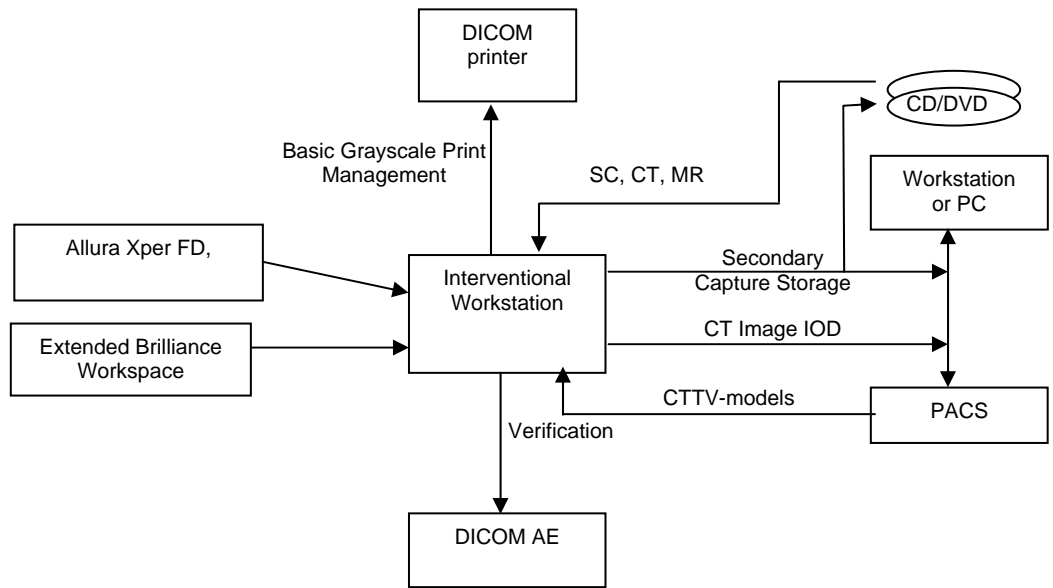 DICOM
printer
CD/DVD
Basic Grayscale Print
Management
SC, CT, MR
Workstation
or PC
Allura Xper FD,
Interventional
Workstation
Secondary
Capture Storage
Extended Brilliance
Workspace
CT Image IOD
CTTV-models
PACS
Verification
DICOM AE